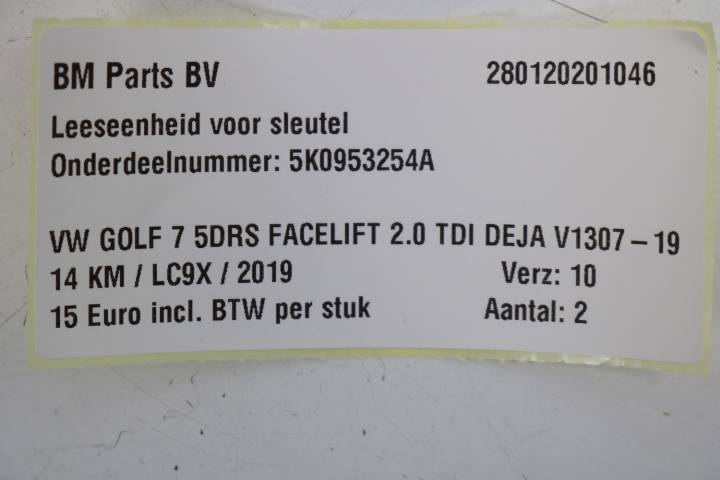 BM Parts BV 280120201046
Leeseenheid voor sleutel
Onderdeelnummer: 5K0953254A
VW GOLF 7 5DRS FACELIFT 2.0 TDI DEJA V1307 – 19
14 KM / LC9X / 2019 Verz: 10
15 Euro incl. BTW per stuk Aantal: 2